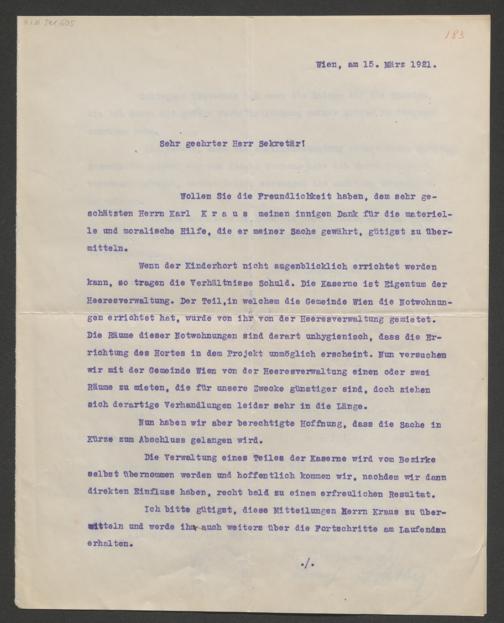 183
Wien, am 15. März 1921.
Sehr geehrter Herr Sekretär!
Wollen Sie die Freundlichkeit haben, dem sehr ge-
schätzten Herrn Karl K r a u s meinen innigen Dank für die materiel-
le und moralische Hilfe, die er meiner Sache gewährt, gütigst zu über-
mitteln.
Wenn der Kinderhort nicht augenblicklich errichtet werden
kann, so tragen die Verhältnisse Schuld. Die Kaserne ist Eigentum der
Heeresverwaltung. Der Teil, in welchem die Gemeinde Wien die Notwohnun-
gen errichtet hat, wurde von ihr von der Heeresverwaltung gemietet.
Die Räume dieser Notwohnungen sind derart unhygienisch, dass die Er-
richtung des Hortes in dem Projekt unmöglich erscheint. Nun versuchen
wir mit der Gemeinde Wien von der Heeresverwaltung einen oder zwei
Räume zu mieten, die für unsere Zwecke günstiger sind, doch ziehen
sich derartige Verhandlungen leider sehr in die Länge.
Nun haben wir aber berechtigte Hoffnung, dass die Sache in
Kürze zum Abschluss gelangen wird.
Die Verwaltung eines Teiles der Kaserne wird vom Bezirke
selbst übernommen werden und hoffentlich kommen wir, nachdem wir dann
direkten Einfluss haben, recht bald zu einem erfreulichen Resultat.
Ich bitte gütigst, diese Mitteilungen Herrn Kraus zu über-
mitteln und werde ihn auch weiters über die Fortschritte am Laufenden
erhalten.
./.